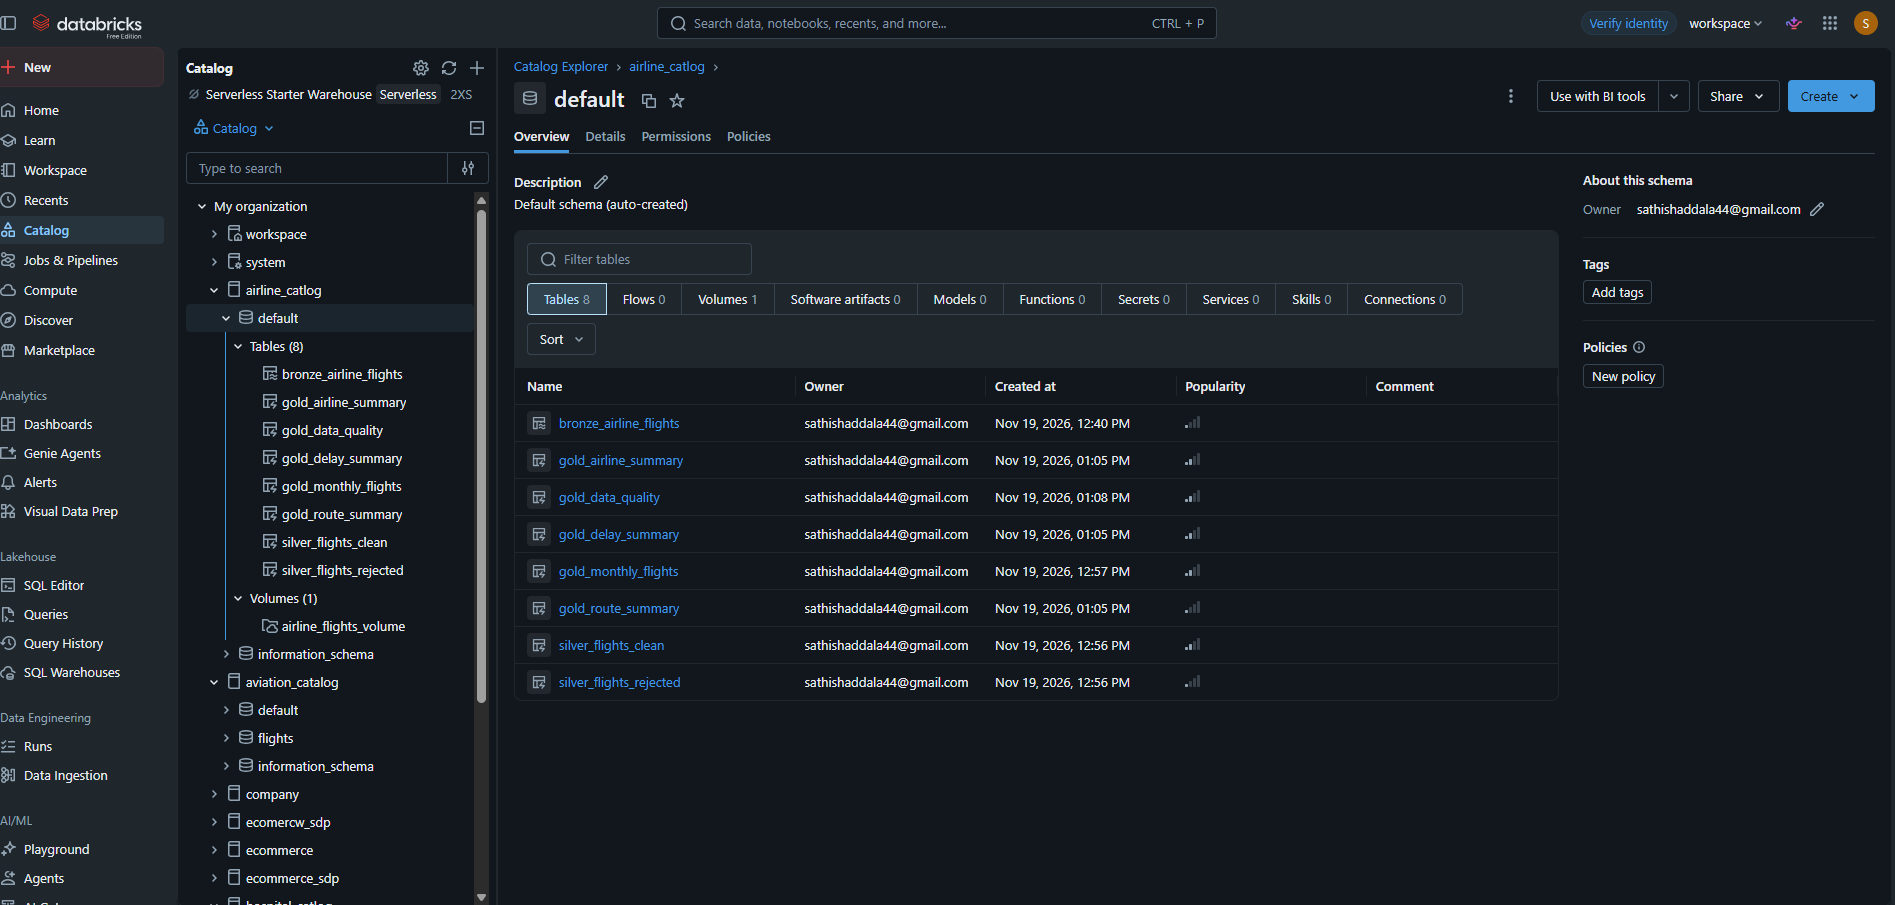 databricks
Free Edition
Search data, notebooks, recents, and more...
CTRL + P
Verify identity
workspace
S
New
Home
Learn
Workspace
Recents
Catalog
Jobs & Pipelines
Compute
Discover
Marketplace
Analytics
Dashboards
Genie Agents
Alerts
Visual Data Prep
Lakehouse
SQL Editor
Queries
Query History
SQL Warehouses
Data Engineering
Runs
Data Ingestion
AI/ML
Playground
Agents
Catalog
Serverless Starter Warehouse Serverless 2XS
Catalog
Type to search
My organization
workspace
system
airline_catlog
default
Tables (8)
bronze_airline_flights
gold_airline_summary
gold_data_quality
gold_delay_summary
gold_monthly_flights
gold_route_summary
silver_flights_clean
silver_flights_rejected
Volumes (1)
airline_flights_volume
information_schema
aviation_catalog
default
flights
information_schema
company
ecomercw_sdp
ecommerce
ecommerce_sdp
Catalog Explorer › airline_catlog ›
default
Use with BI tools
Share
Create
Overview Details Permissions Policies
Description
Default schema (auto-created)
Filter tables
Tables 8 Flows 0 Volumes 1 Software artifacts 0 Models 0 Functions 0 Secrets 0 Services 0 Skills 0 Connections 0
Sort
Name Owner Created at Popularity Comment
bronze_airline_flights sathishaddala44@gmail.com Nov 19, 2026, 12:40 PM
gold_airline_summary sathishaddala44@gmail.com Nov 19, 2026, 01:05 PM
gold_data_quality sathishaddala44@gmail.com Nov 19, 2026, 01:08 PM
gold_delay_summary sathishaddala44@gmail.com Nov 19, 2026, 01:05 PM
gold_monthly_flights sathishaddala44@gmail.com Nov 19, 2026, 12:57 PM
gold_route_summary sathishaddala44@gmail.com Nov 19, 2026, 01:05 PM
silver_flights_clean sathishaddala44@gmail.com Nov 19, 2026, 12:56 PM
silver_flights_rejected sathishaddala44@gmail.com Nov 19, 2026, 12:56 PM
About this schema
Owner sathishaddala44@gmail.com
Tags
Add tags
Policies
New policy